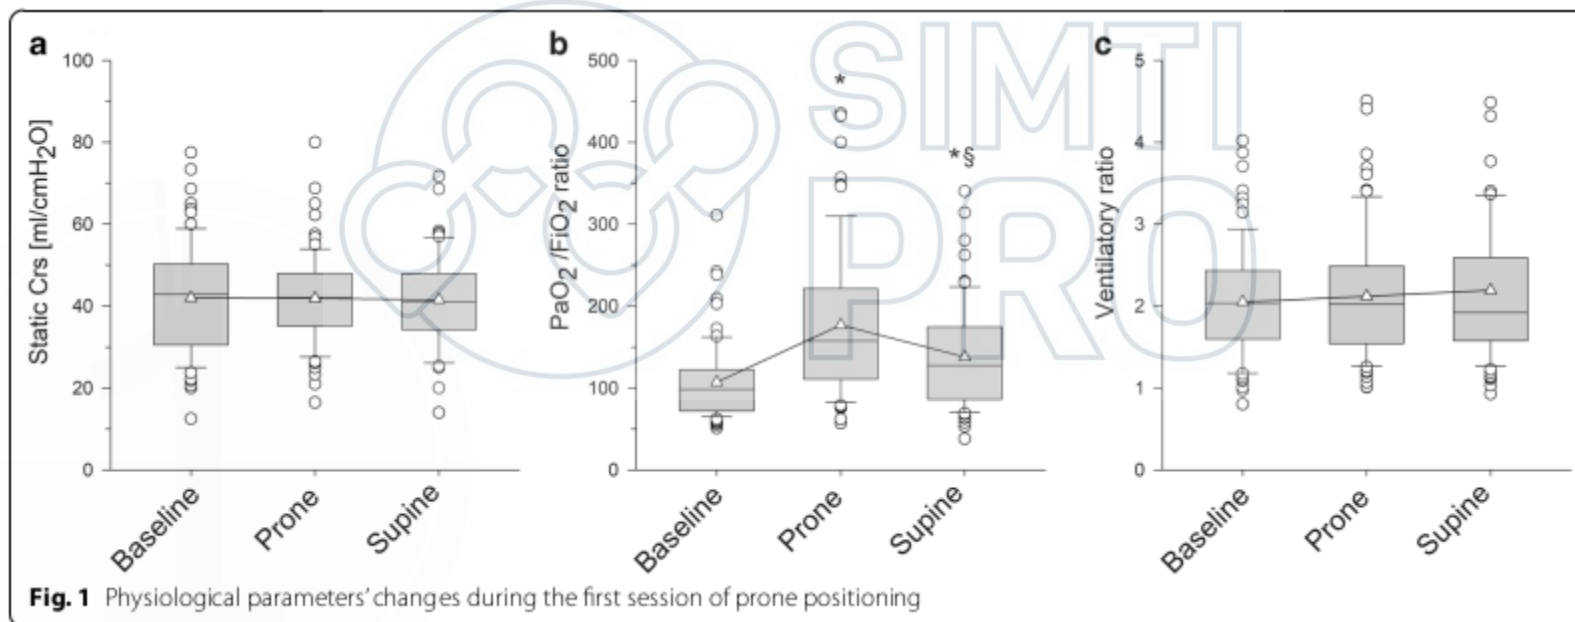 a
100
80
60
40
20
0
Static Crs [ml/cmH2O]
Baseline
Prone
Supine
b
500
400
300
200
100
0
PaO2 /FiO2 ratio
*
*§
Baseline
Prone
Supine
c
5
4
3
2
1
0
Ventilatory ratio
Baseline
Prone
Supine
SIMTI
PRO
Fig. 1 Physiological parameters' changes during the first session of prone positioning